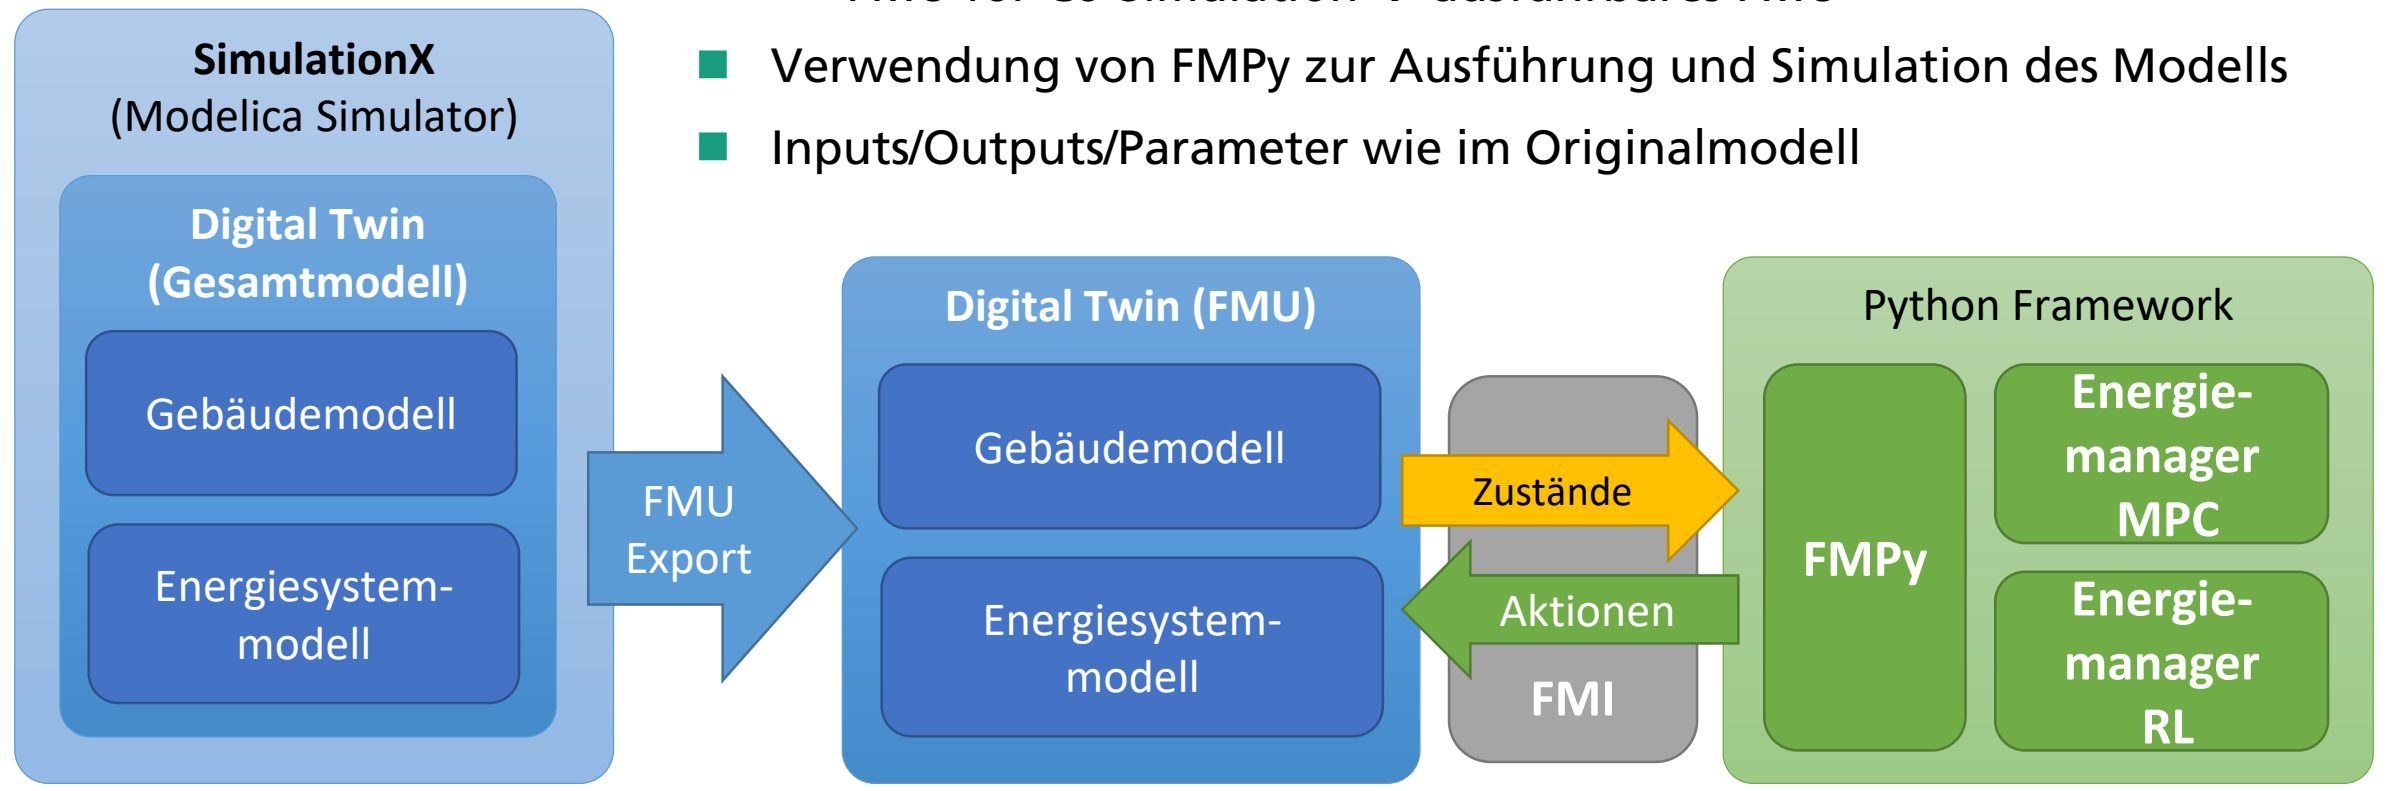 SimulationX
(Modelica Simulator)
Digital Twin
(Gesamtmodell)
Gebäudemodell
Energiesystem-
modell
Verwendung von FMPy zur Ausführung und Simulation des Modells
Inputs/Outputs/Parameter wie im Originalmodell
FMU
Export
Digital Twin (FMU)
Gebäudemodell
Energiesystem-
modell
Zustände
Aktionen
FMI
Python Framework
FMPy
Energie-
manager
MPC
Energie-
manager
RL